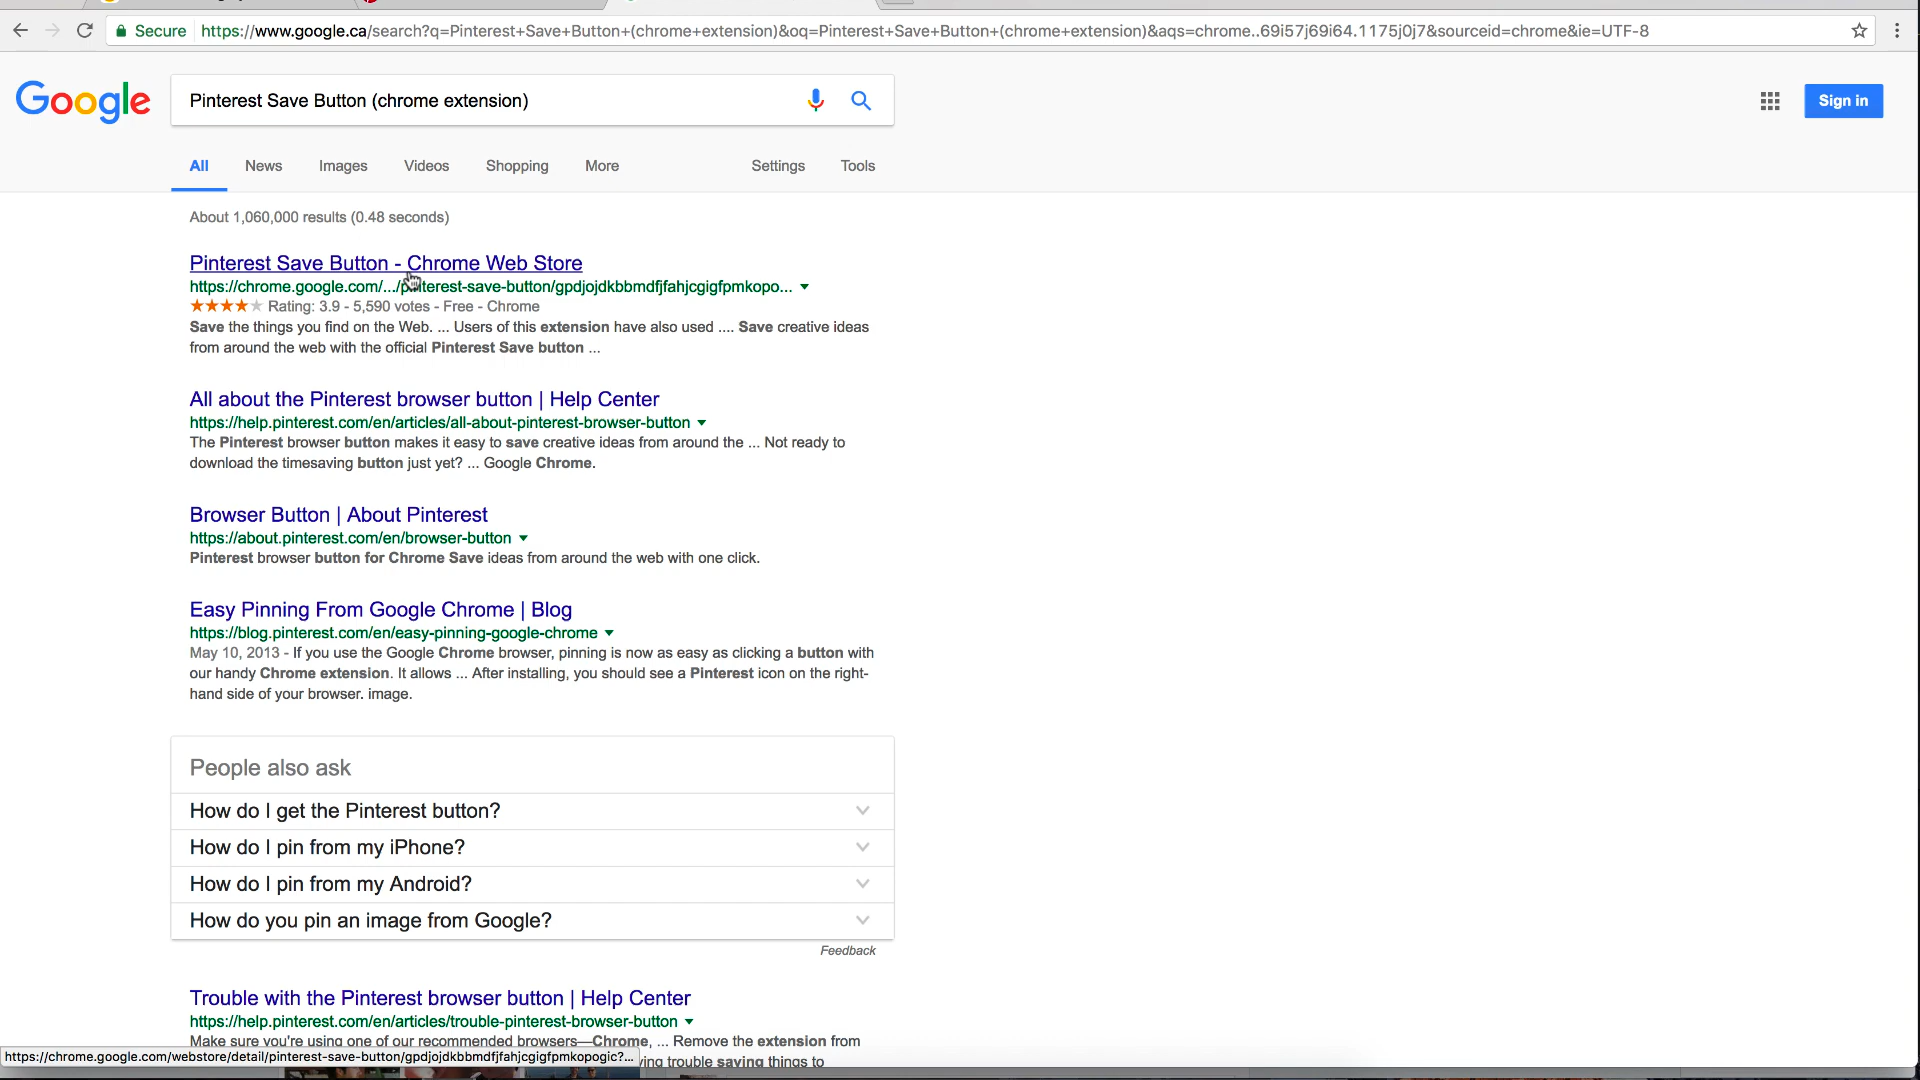 Secure https://www.google.ca/search?q=Pinterest+Save+Button+(chrome+extension)&oq=Pinterest+Save+Button+(chrome+extension)&aqs=chrome..69i57j69i64.1175j0j7&sourceid=chrome&ie=UTF-8
Google
Pinterest Save Button (chrome extension)
Sign in
All News Images Videos Shopping More Settings Tools
About 1,060,000 results (0.48 seconds)
Pinterest Save Button - Chrome Web Store
https://chrome.google.com/.../pinterest-save-button/gpdjojdkbbmdfjfahjcgigfpmkopo...
Rating: 3.9 - 5,590 votes - Free - Chrome
Save the things you find on the Web. ... Users of this extension have also used .... Save creative ideas
from around the web with the official Pinterest Save button ...
All about the Pinterest browser button | Help Center
https://help.pinterest.com/en/articles/all-about-pinterest-browser-button
The Pinterest browser button makes it easy to save creative ideas from around the ... Not ready to
download the timesaving button just yet? ... Google Chrome.
Browser Button | About Pinterest
https://about.pinterest.com/en/browser-button
Pinterest browser button for Chrome Save ideas from around the web with one click.
Easy Pinning From Google Chrome | Blog
https://blog.pinterest.com/en/easy-pinning-google-chrome
May 10, 2013 - If you use the Google Chrome browser, pinning is now as easy as clicking a button with
our handy Chrome extension. It allows ... After installing, you should see a Pinterest icon on the right-
hand side of your browser. image.
People also ask
How do I get the Pinterest button?
How do I pin from my iPhone?
How do I pin from my Android?
How do you pin an image from Google?
Feedback
Trouble with the Pinterest browser button | Help Center
https://help.pinterest.com/en/articles/trouble-pinterest-browser-button
Make sure you're using one of our recommended browsers—Chrome, ... Remove the extension from
https://chrome.google.com/webstore/detail/pinterest-save-button/gpdjojdkbbmdfjfahjcgigfpmkopogic?...
trouble saving things to